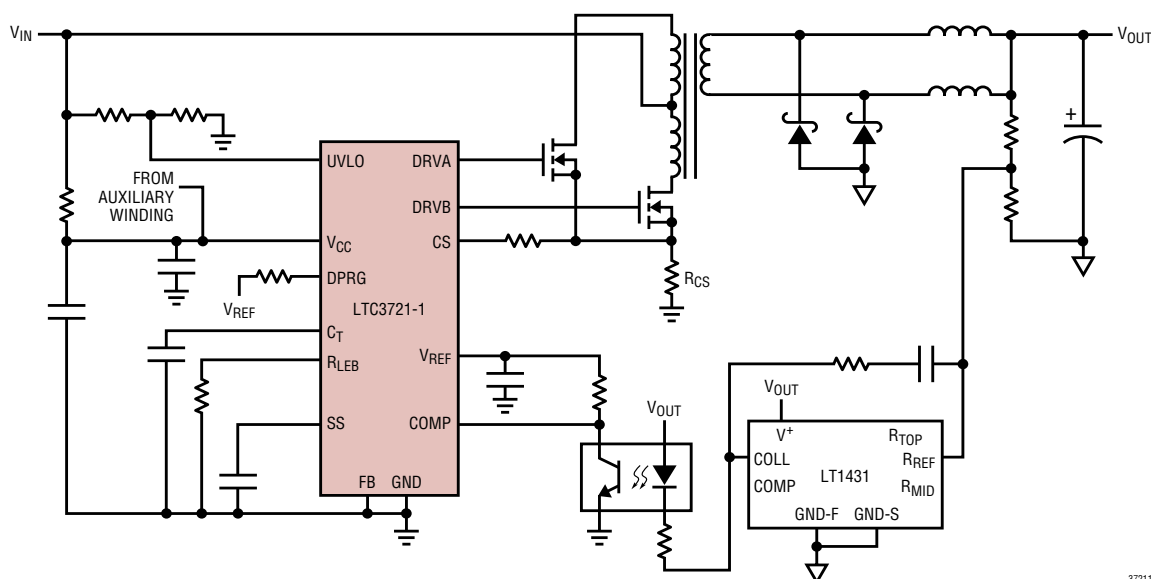 VIN
VOUT
UVLO
DRVA
FROM
AUXILIARY
WINDING
DRVB
VCC
CS
DPRG
RCS
VREF
LTC3721-1
CT
VREF
RLEB
VOUT
VOUT
SS
COMP
V+
RTOP
COLL
RREF
LT1431
COMP
RMID
FB
GND
GND-F
GND-S
+